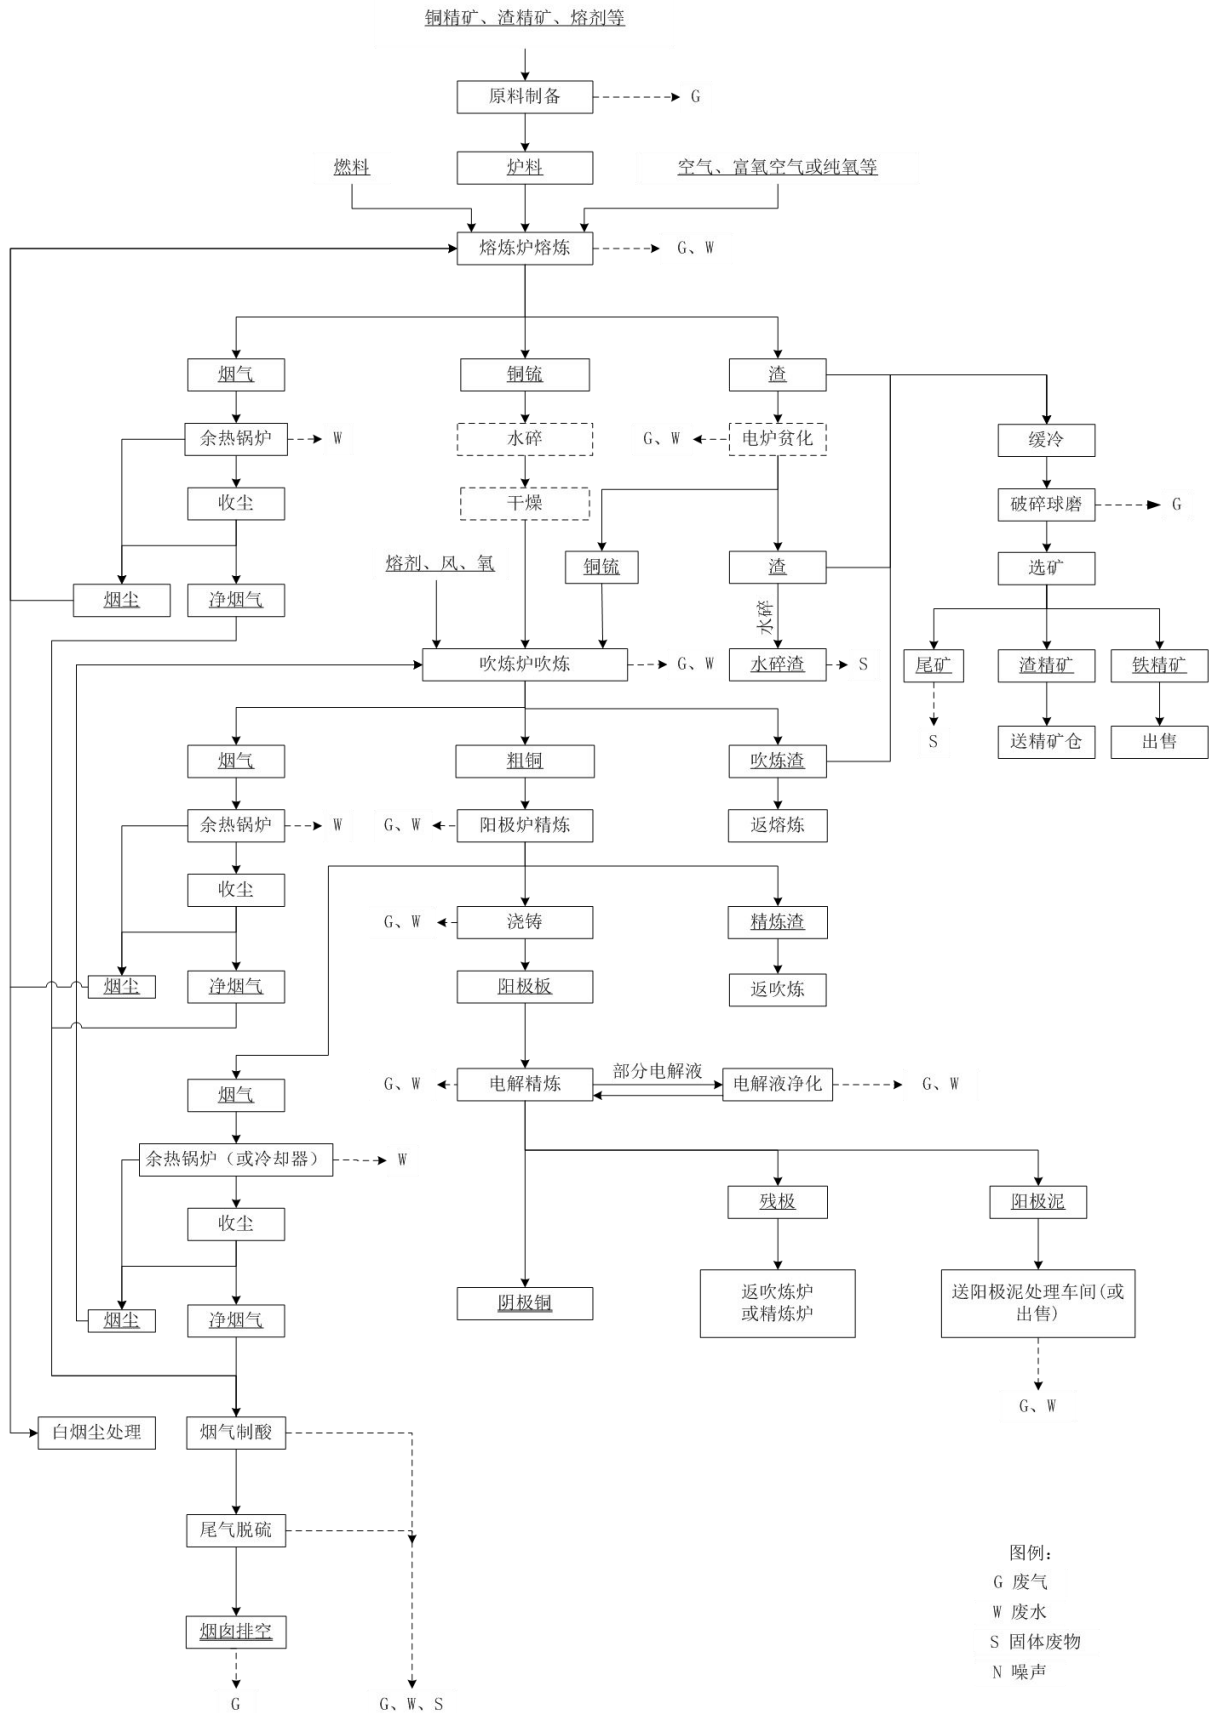 铜精矿、渣精矿、熔剂等
原料制备
G
燃料
炉料
空气、富氧空气或纯氧等
熔炼炉熔炼
G、W
烟气
铜锍
渣
余热锅炉
W
水碎
G、W
电炉贫化
缓冷
收尘
干燥
破碎球磨
G
熔剂、风、氧
铜锍
渣
选矿
烟尘
净烟气
水碎
吹炼炉吹炼
G、W
水碎渣
S
尾矿
渣精矿
铁精矿
S
送精矿仓
出售
烟气
粗铜
吹炼渣
余热锅炉
W
G、W
阳极炉精炼
返熔炼
收尘
G、W
浇铸
精炼渣
烟尘
净烟气
阳极板
返吹炼
烟气
G、W
电解精炼
部分电解液
电解液净化
G、W
余热锅炉（或冷却器）
W
收尘
残极
阳极泥
烟尘
净烟气
阴极铜
返吹炼炉
或精炼炉
送阳极泥处理车间(或
出售)
G、W
白烟尘处理
烟气制酸
尾气脱硫
烟囱排空
G
G、W、S
图例：
G 废气
W 废水
S 固体废物
N 噪声